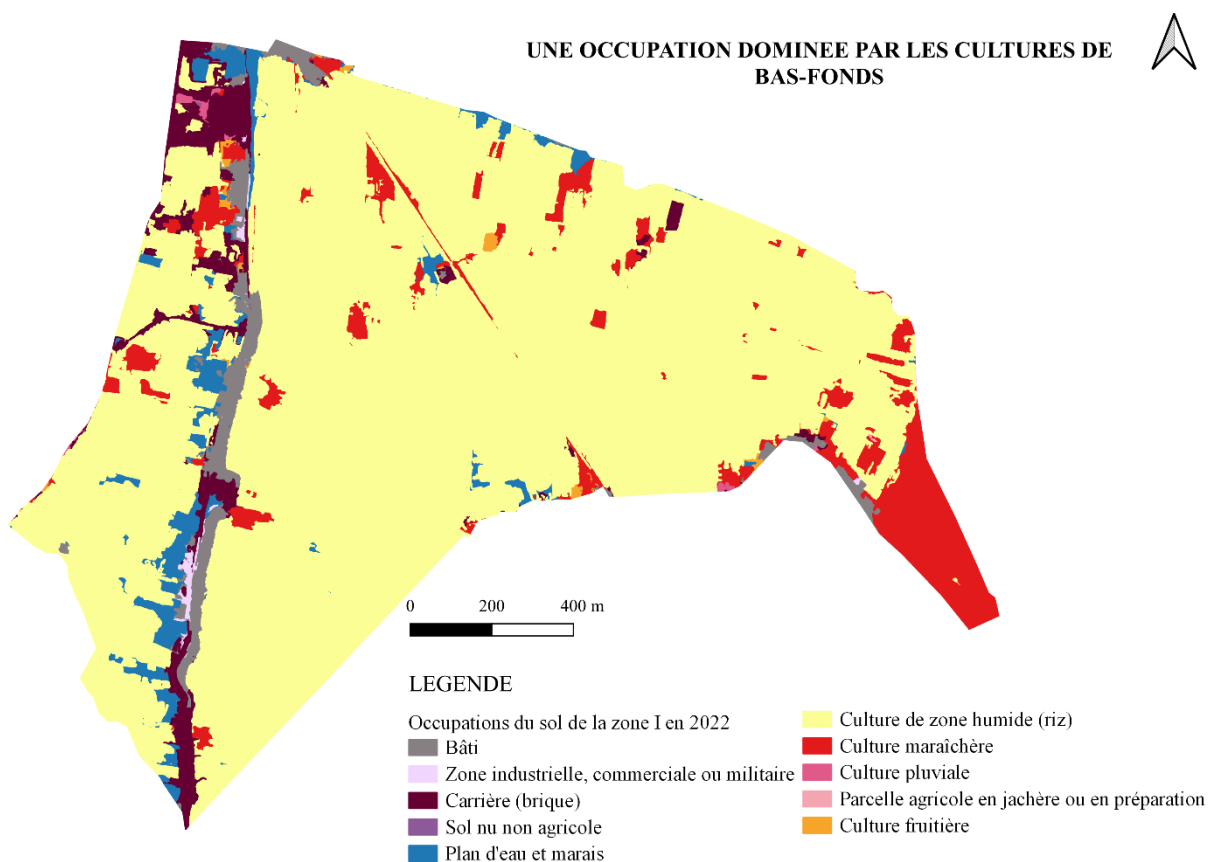 UNE OCCUPATION DOMINEE PAR LES CULTURES DE
BAS-FONDS
0 200 400 m
LEGENDE
Occupations du sol de la zone I en 2022
Bâti
Zone industrielle, commerciale ou militaire
Carrière (brique)
Sol nu non agricole
Plan d'eau et marais
Culture de zone humide (riz)
Culture maraîchère
Culture pluviale
Parcelle agricole en jachère ou en préparation
Culture fruitière